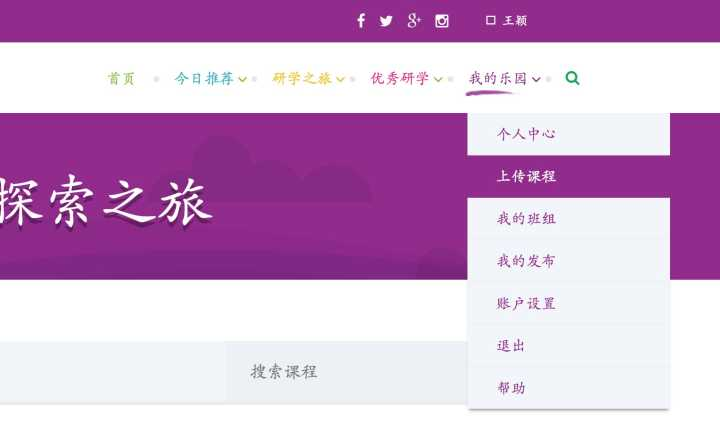 王颖
首页 今日推荐 研学之旅 优秀研学 我的乐园
个人中心
上传课程
探索之旅
我的班组
我的发布
账户设置
退出
搜索课程
帮助